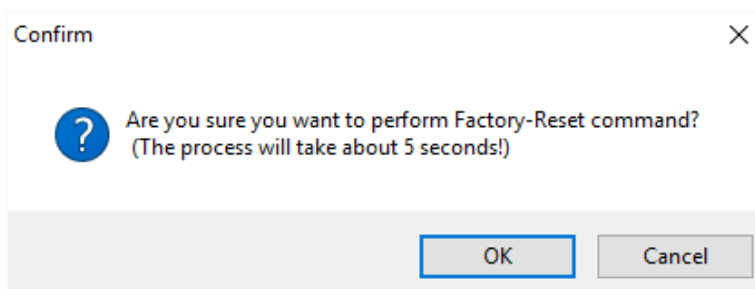 Confirm
Are you sure you want to perform Factory-Reset command?
(The process will take about 5 seconds!)
OK
Cancel